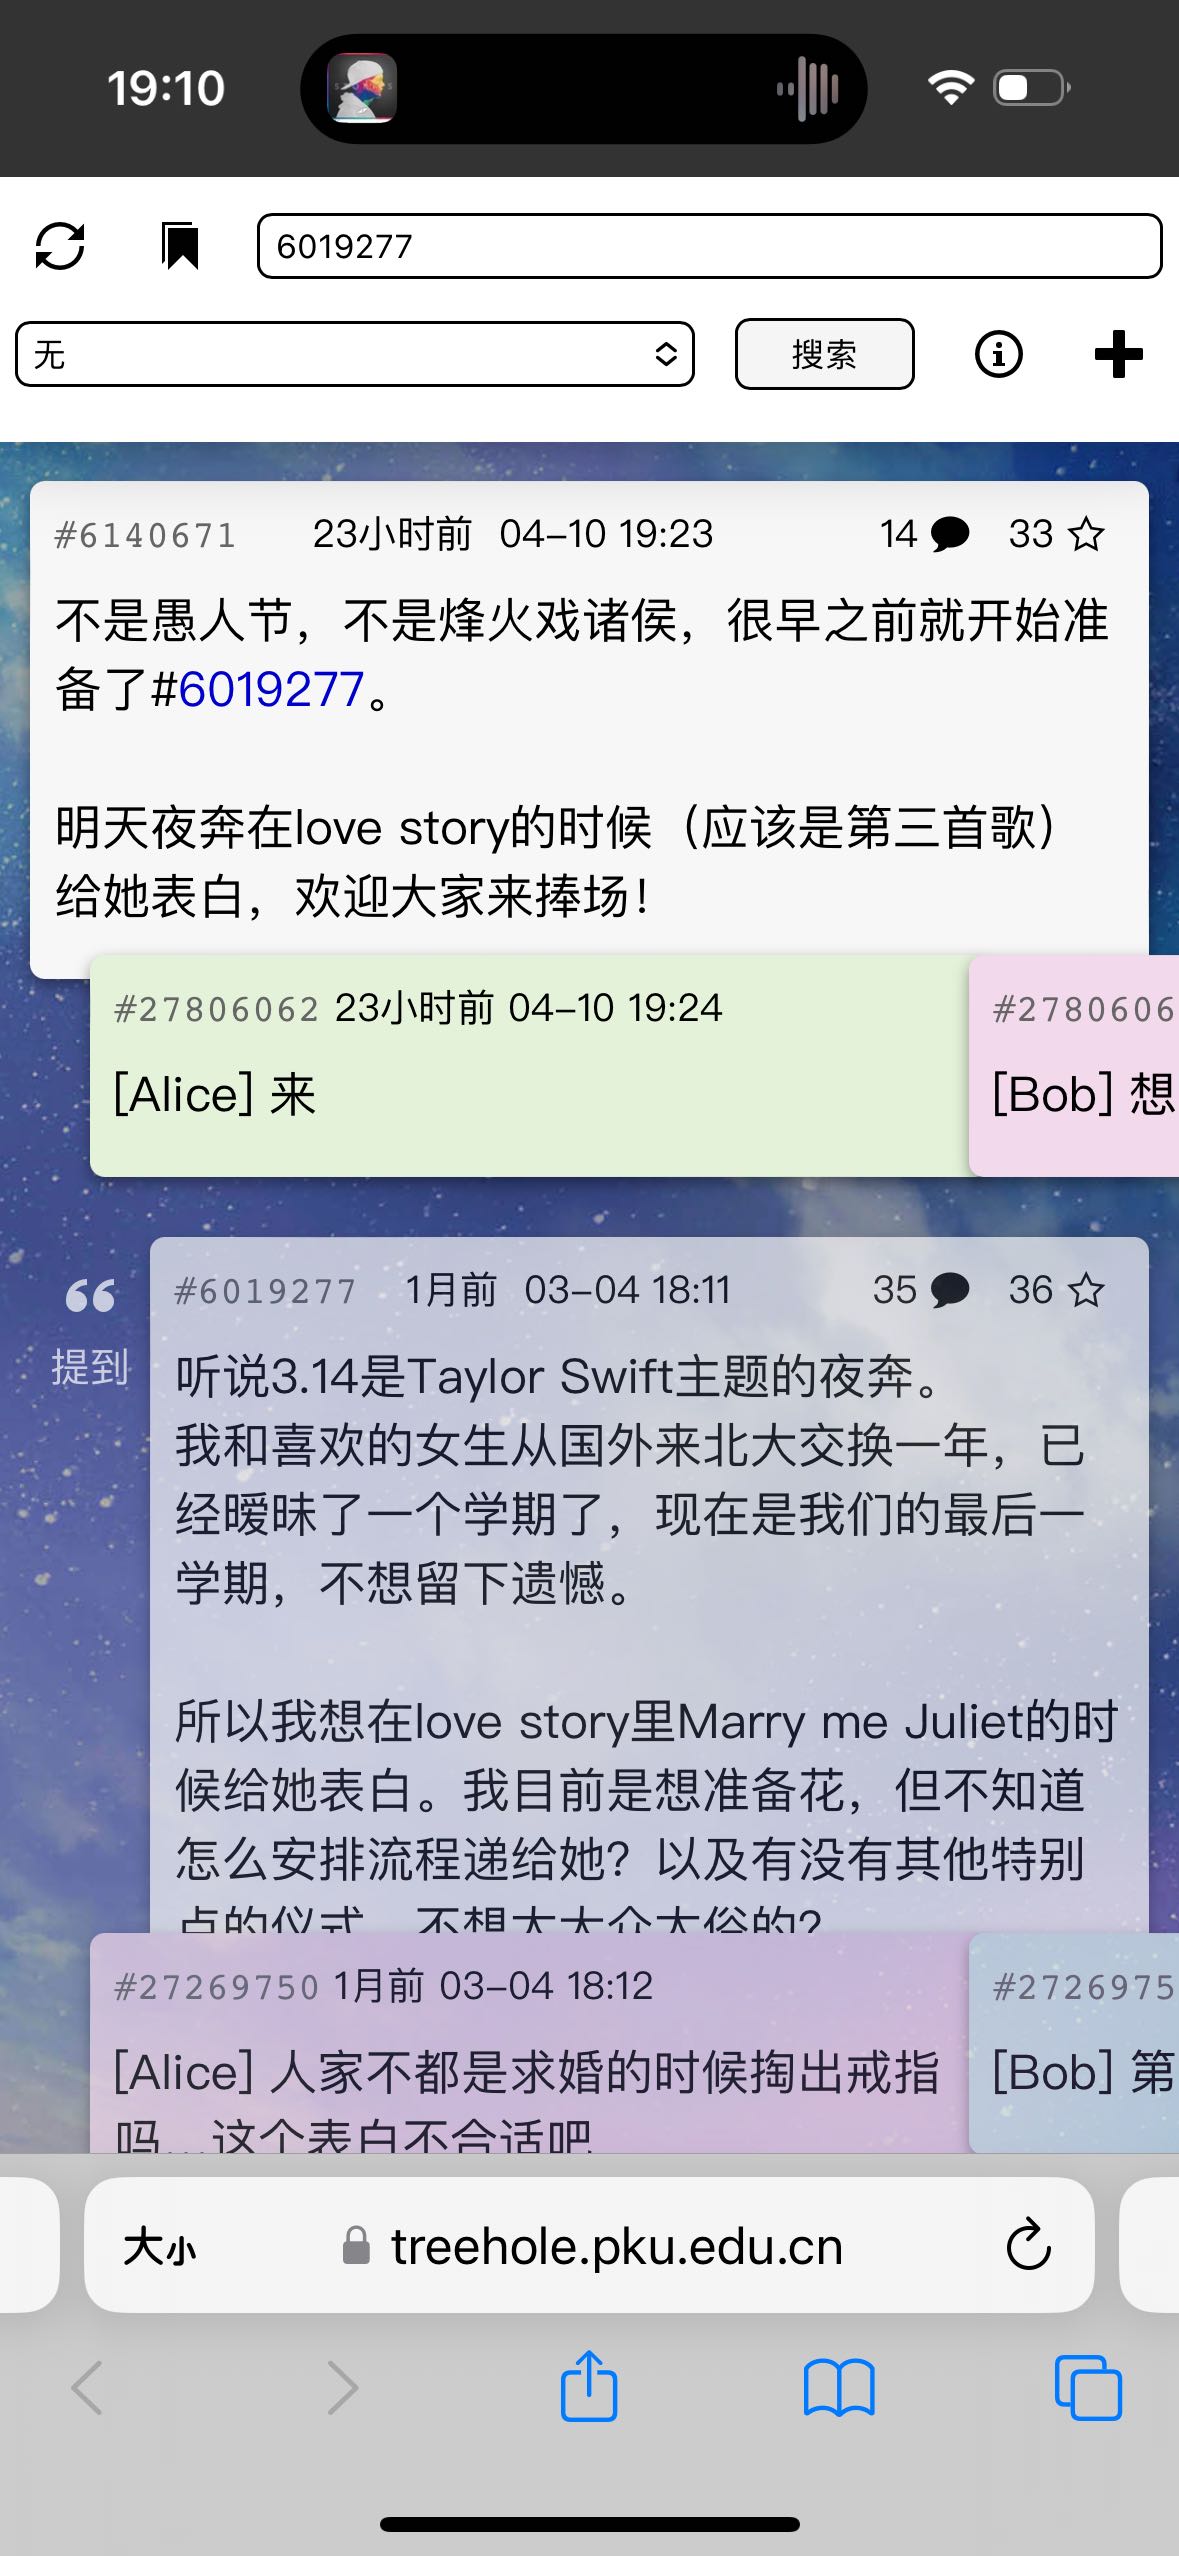 19:10
6019277
无
搜索
#6140671 23小时前 04-10 19:23 14 33
不是愚人节，不是烽火戏诸侯，很早之前就开始准
备了#6019277。
明天夜奔在love story的时候（应该是第三首歌）
给她表白，欢迎大家来捧场！
#27806062 23小时前 04-10 19:24
[Alice] 来
#2780606
[Bob] 想
提到
#6019277 1月前 03-04 18:11 35 36
听说3.14是Taylor Swift主题的夜奔。
我和喜欢的女生从国外来北大交换一年，已
经暧昧了一个学期了，现在是我们的最后一
学期，不想留下遗憾。
所以我想在love story里Marry me Juliet的时
候给她表白。我目前是想准备花，但不知道
怎么安排流程递给她？以及有没有其他特别
点的仪式，不想太大众太俗的？
#27269750 1月前 03-04 18:12
[Alice] 人家不都是求婚的时候掏出戒指
吗...这个表白不合适吧
#2726975
[Bob] 第
大小
treehole.pku.edu.cn